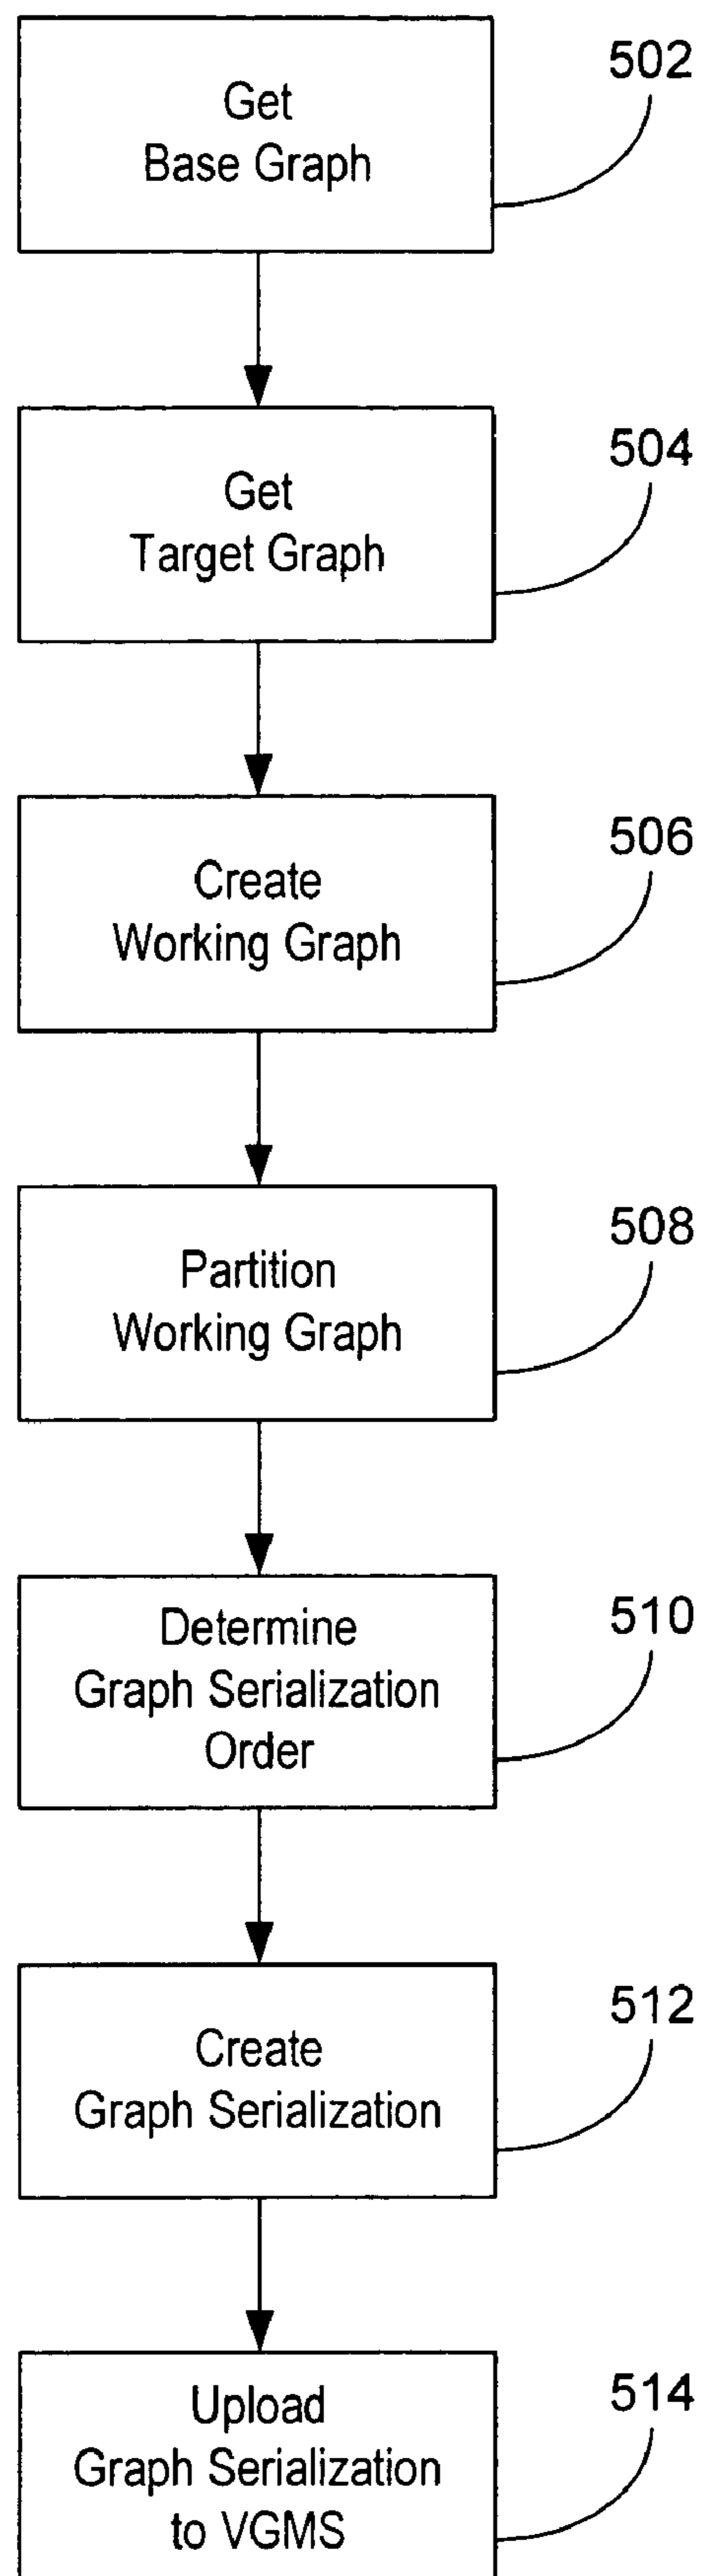 Get
Base Graph
502
Get
Target Graph
504
Create
Working Graph
506
Partition
Working Graph
508
Determine
Graph Serialization
Order
510
Create
Graph Serialization
512
Upload
Graph Serialization
to VGMS
514